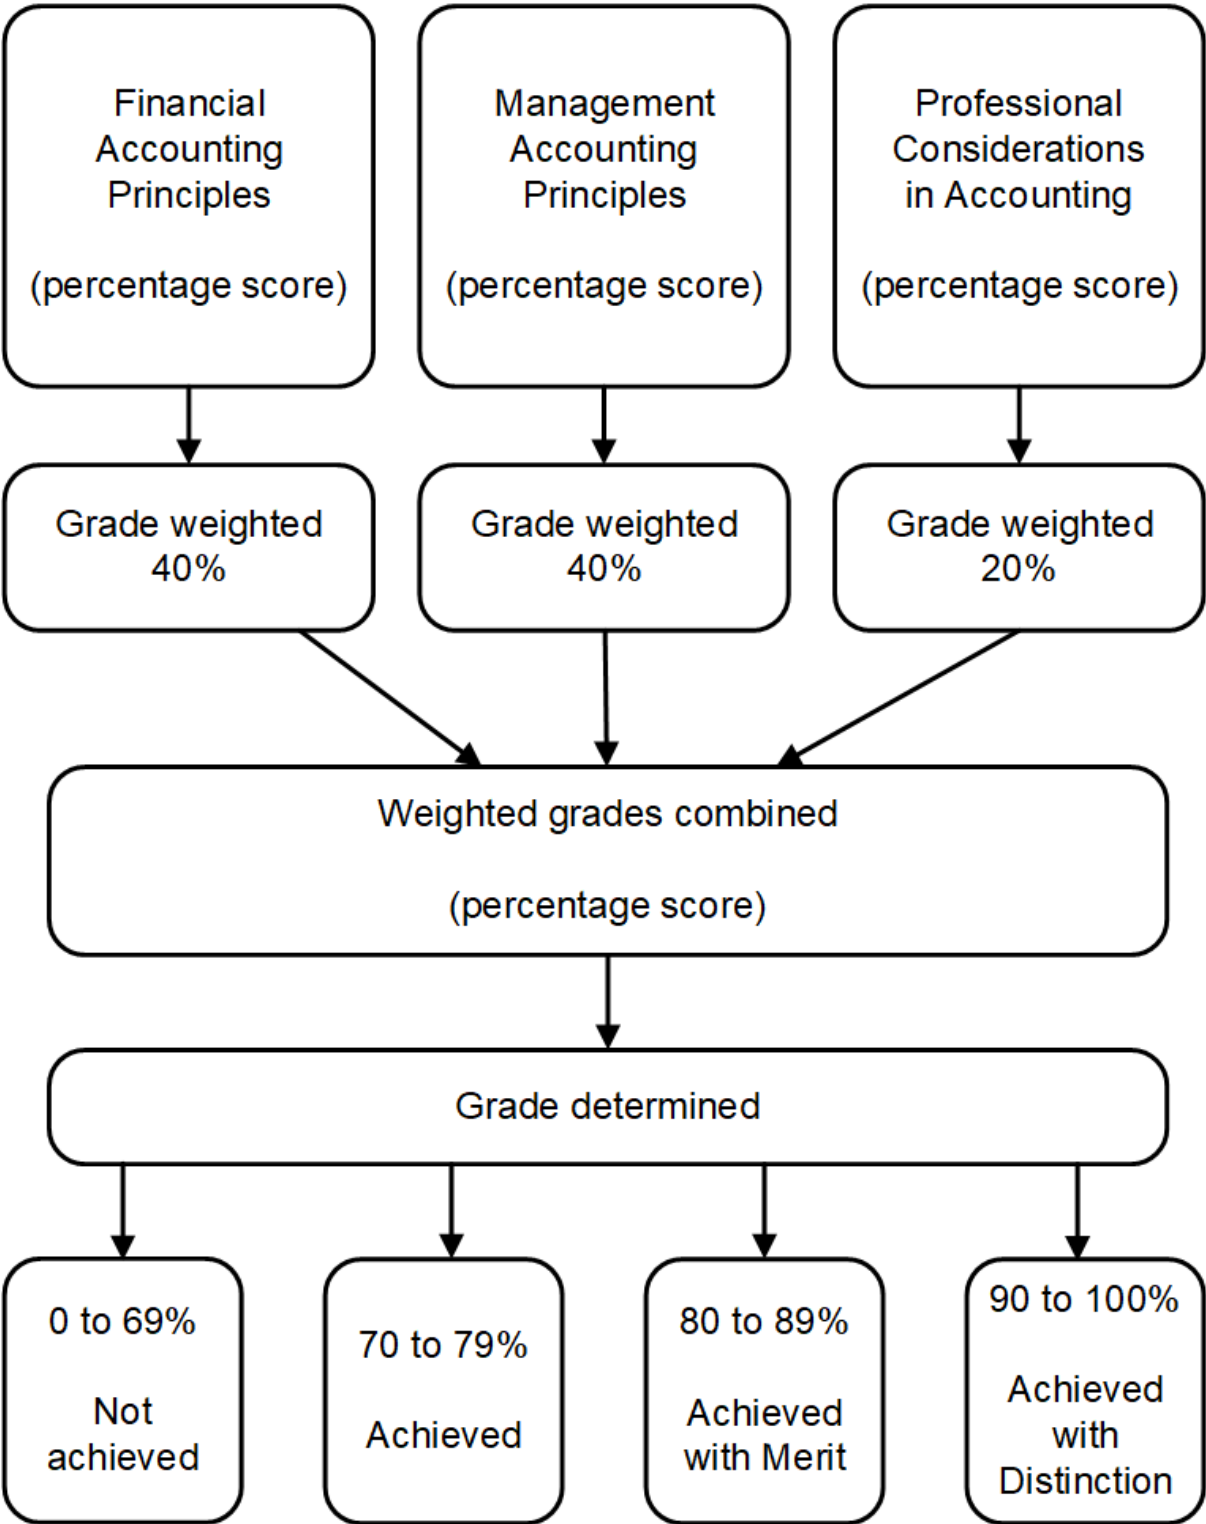 Financial
Accounting
Principles
(percentage score)
Management
Accounting
Principles
(percentage score)
Professional
Considerations
in Accounting
(percentage score)
Grade weighted
40%
Grade weighted
40%
Grade weighted
20%
Weighted grades combined
(percentage score)
Grade determined
0 to 69%
Not
achieved
70 to 79%
Achieved
80 to 89%
Achieved
with Merit
90 to 100%
Achieved
with
Distinction